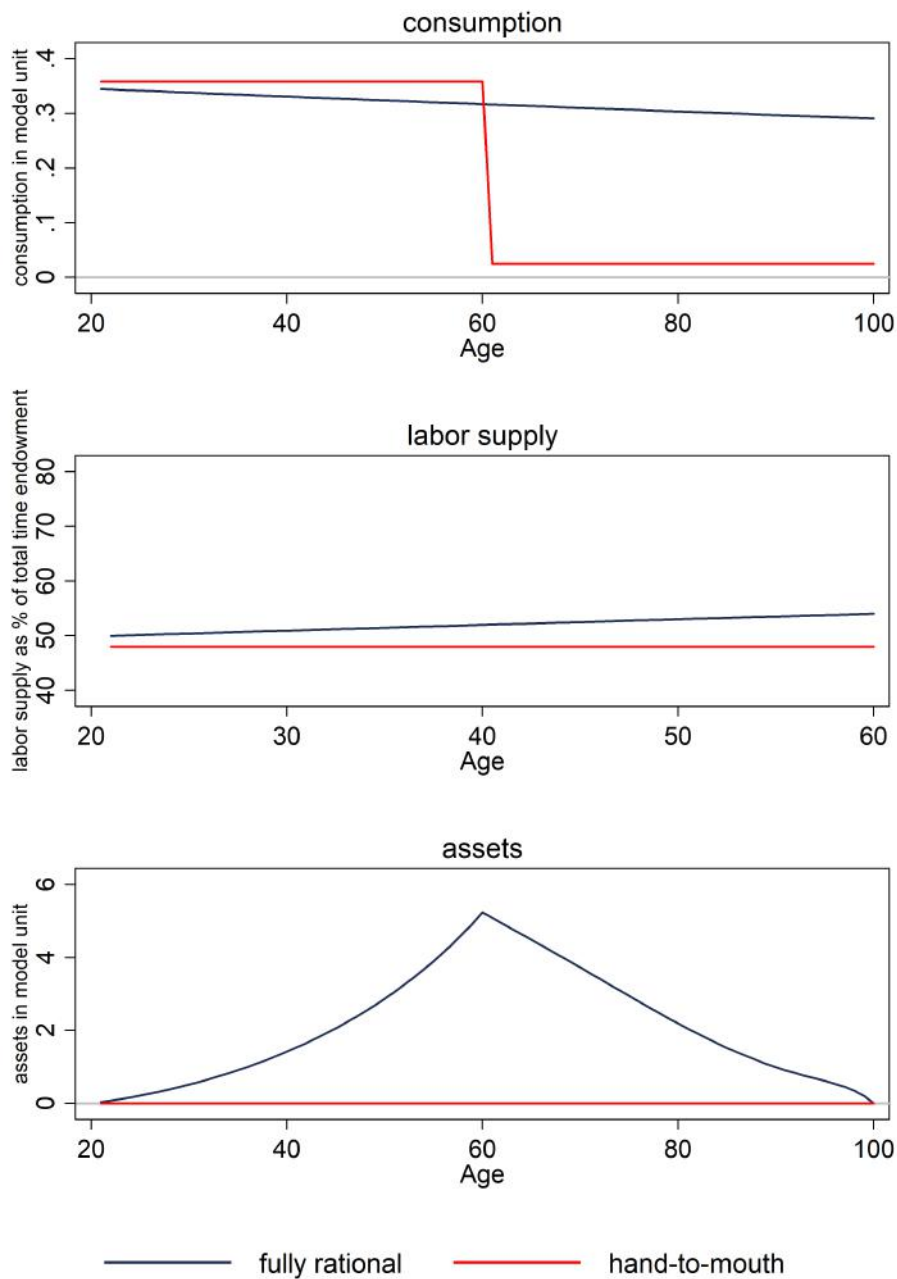 consumption
consumption in model unit
.4
.3
.2
.1
0
20 40 60 80 100
Age
labor supply
labor supply as % of total time endowment
80
70
60
50
40
20 30 40 50 60
Age
assets
assets in model unit
6
4
2
0
20 40 60 80 100
Age
fully rational hand-to-mouth